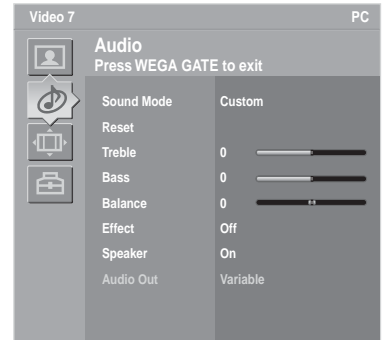 Video 7 PC
Audio
Press WEGA GATE to exit
Sound Mode Custom
Reset
Treble 0
Bass 0
Balance 0
Effect Off
Speaker On
Audio Out Variable